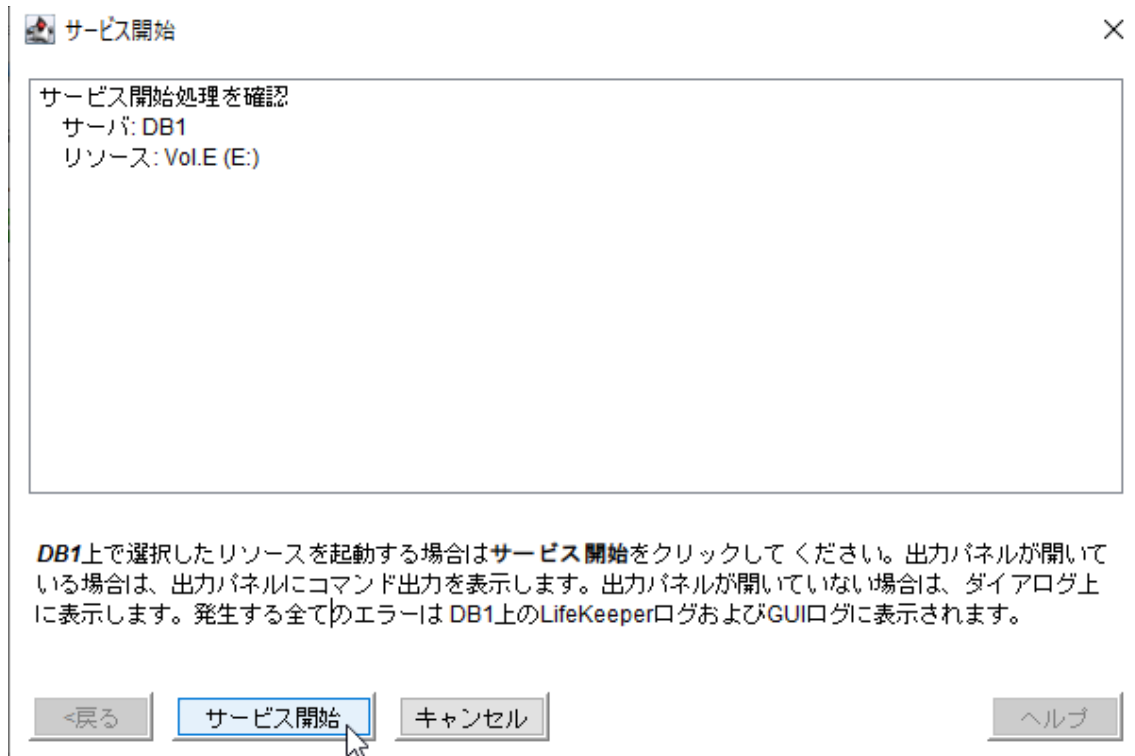 サービス開始
サービス開始処理を確認
サーバ: DB1
リソース: Vol.E (E:)
DB1上で選択したリソースを起動する場合はサービス開始をクリックして ください。出力パネルが開いて
いる場合は、出力パネルにコマンド出力を表示します。出力パネルが開いていない場合は、ダイアログ上
に表示します。発生する全てのエラーは DB1上のLifeKeeperログおよびGUIログに表示されます。
<戻る
サービス開始
キャンセル
ヘルプ